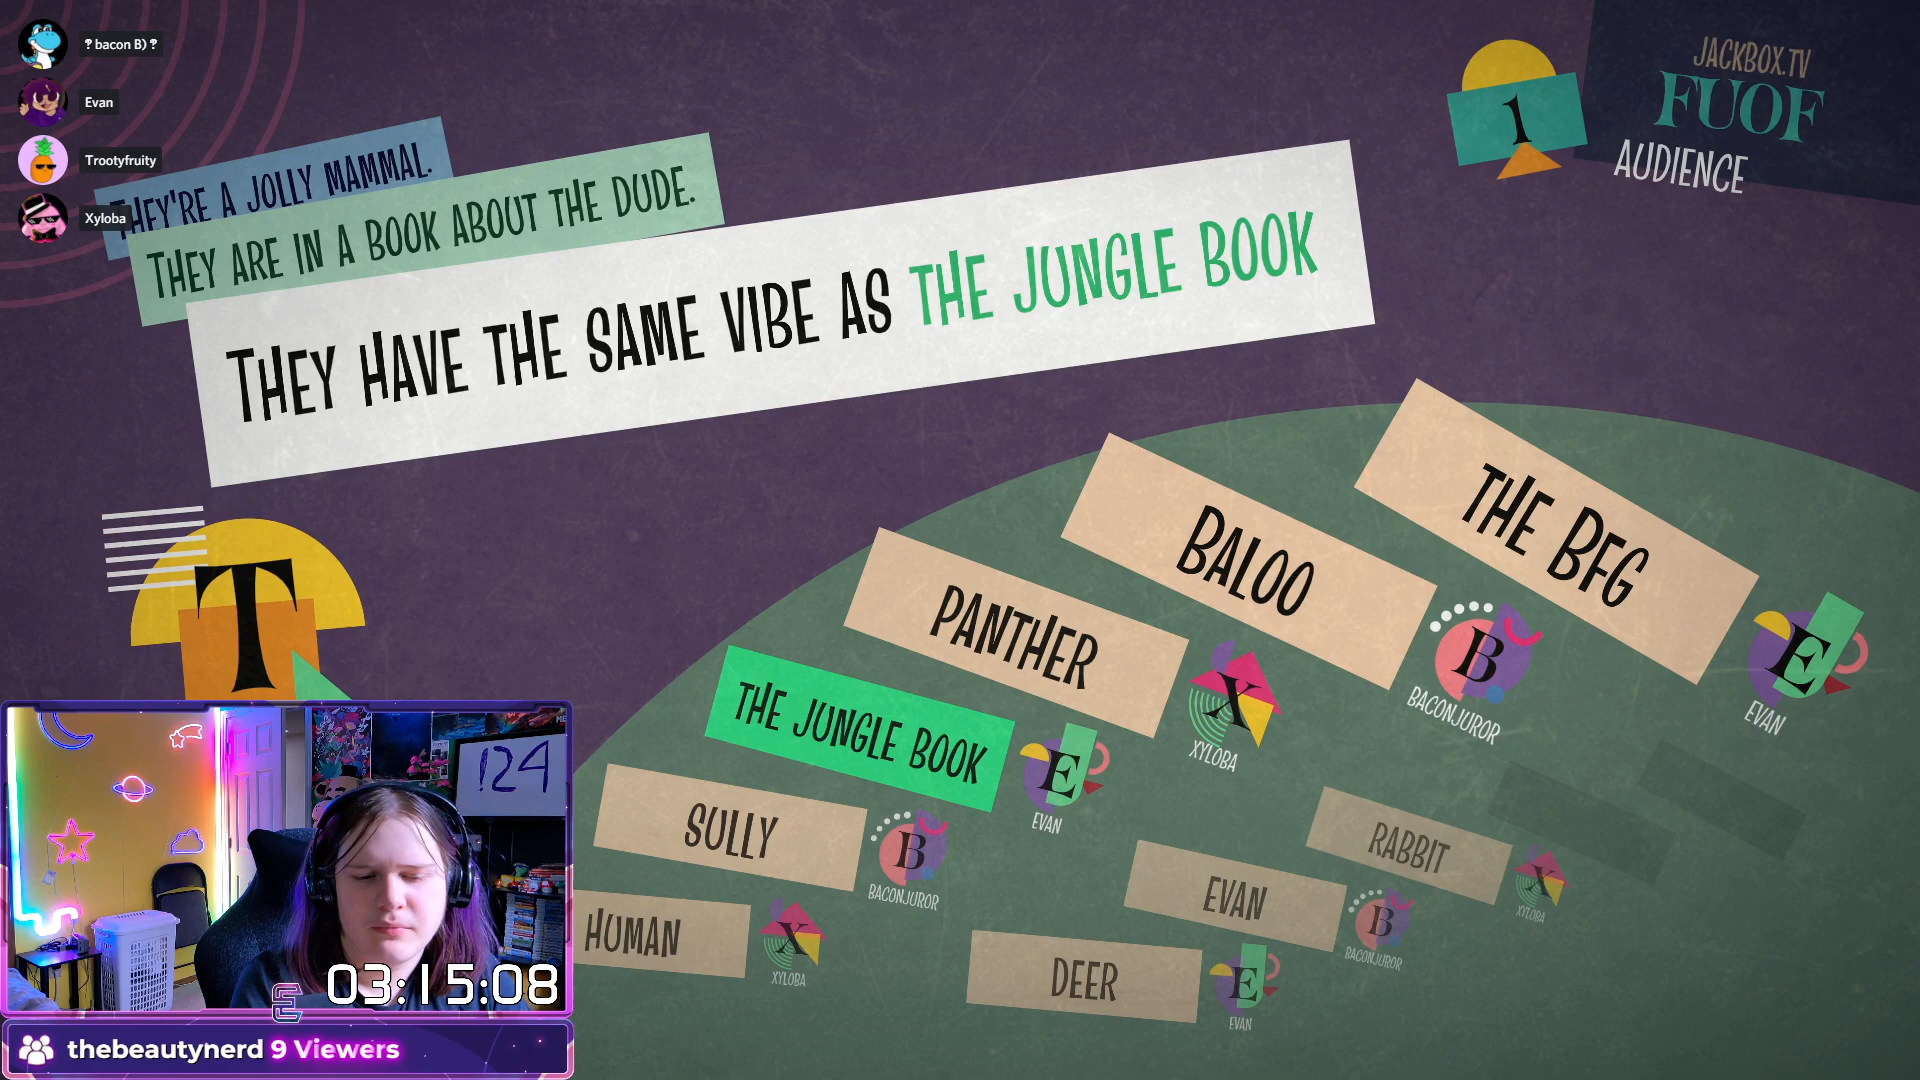 ? bacon B) ?
Evan
Trootyfruity
Xyloba
THEY'RE A JOLLY MAMMAL.
THEY ARE IN A BOOK ABOUT THE DUDE.
THEY HAVE THE SAME VIBE AS THE JUNGLE BOOK
1
JACKBOX.TV
FUOF
AUDIENCE
T
THE BFG
E
EVAN
BALOO
B
BACONJUROR
PANTHER
X
XYLOBA
THE JUNGLE BOOK
E
EVAN
SULLY
B
BACONJUROR
HUMAN
X
XYLOBA
RABBIT
X
XYLOBA
EVAN
B
BACONJUROR
DEER
E
EVAN
!24
03:15:08
thebeautynerd 9 Viewers